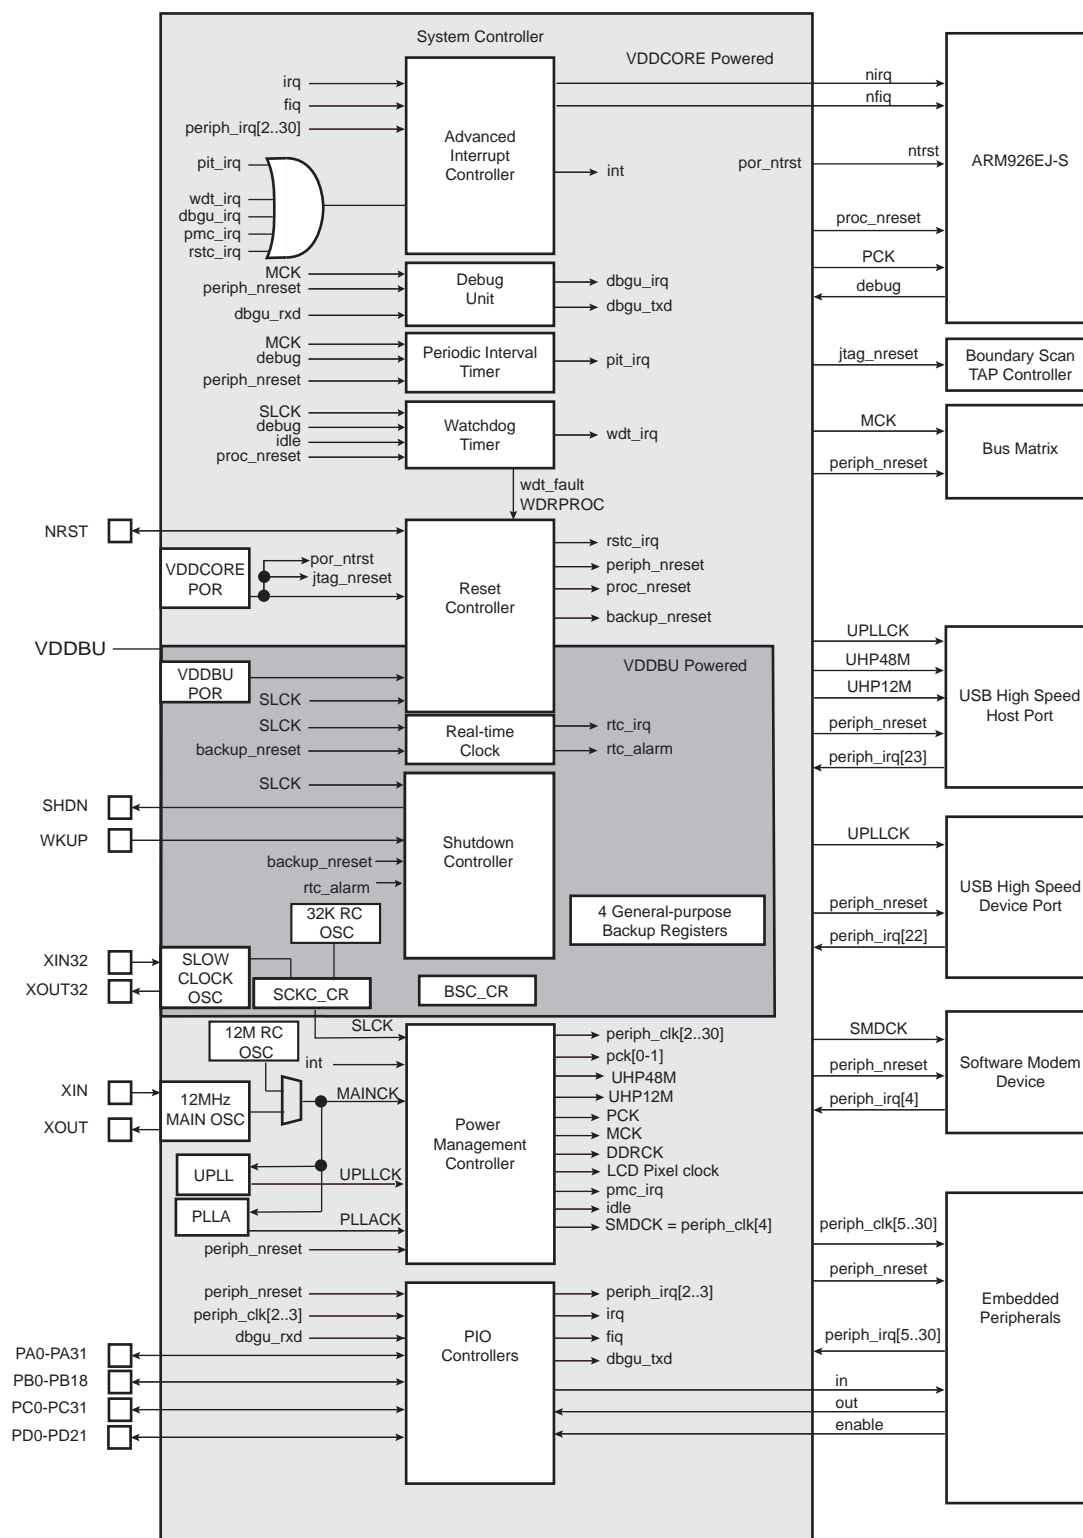 System Controller
VDDCORE Powered
irq
fiq
periph_irq[2..30]
pit_irq
wdt_irq
dbgu_irq
pmc_irq
rstc_irq
Advanced
Interrupt
Controller
int
nirq
nfiq
por_ntrst
ntrst
proc_nreset
PCK
debug
ARM926EJ-S
MCK
periph_nreset
dbgu_rxd
Debug
Unit
dbgu_irq
dbgu_txd
MCK
debug
periph_nreset
Periodic Interval
Timer
pit_irq
jtag_nreset
Boundary Scan
TAP Controller
SLCK
debug
idle
proc_nreset
Watchdog
Timer
wdt_irq
MCK
periph_nreset
Bus Matrix
wdt_fault
WDRPROC
NRST
VDDCORE
POR
por_ntrst
jtag_nreset
Reset
Controller
rstc_irq
periph_nreset
proc_nreset
backup_nreset
VDDBU
VDDBU Powered
VDDBU
POR
SLCK
UPLLCK
UHP48M
UHP12M
periph_nreset
periph_irq[23]
USB High Speed
Host Port
SLCK
backup_nreset
Real-time
Clock
rtc_irq
rtc_alarm
SLCK
SHDN
WKUP
backup_nreset
rtc_alarm
Shutdown
Controller
UPLLCK
periph_nreset
periph_irq[22]
USB High Speed
Device Port
32K RC
OSC
4 General-purpose
Backup Registers
XIN32
XOUT32
SLOW
CLOCK
OSC
SCKC_CR
BSC_CR
SLCK
12M RC
OSC
int
XIN
XOUT
12MHz
MAIN OSC
MAINCK
UPLL
UPLLCK
PLLA
PLLACK
periph_nreset
Power
Management
Controller
periph_clk[2..30]
pck[0-1]
UHP48M
UHP12M
PCK
MCK
DDRCK
LCD Pixel clock
pmc_irq
idle
SMDCK = periph_clk[4]
SMDCK
periph_nreset
periph_irq[4]
Software Modem
Device
periph_nreset
periph_clk[2..3]
dbgu_rxd
PA0-PA31
PB0-PB18
PC0-PC31
PD0-PD21
PIO
Controllers
periph_irq[2..3]
irq
fiq
dbgu_txd
periph_clk[5..30]
periph_nreset
periph_irq[5..30]
in
out
enable
Embedded
Peripherals